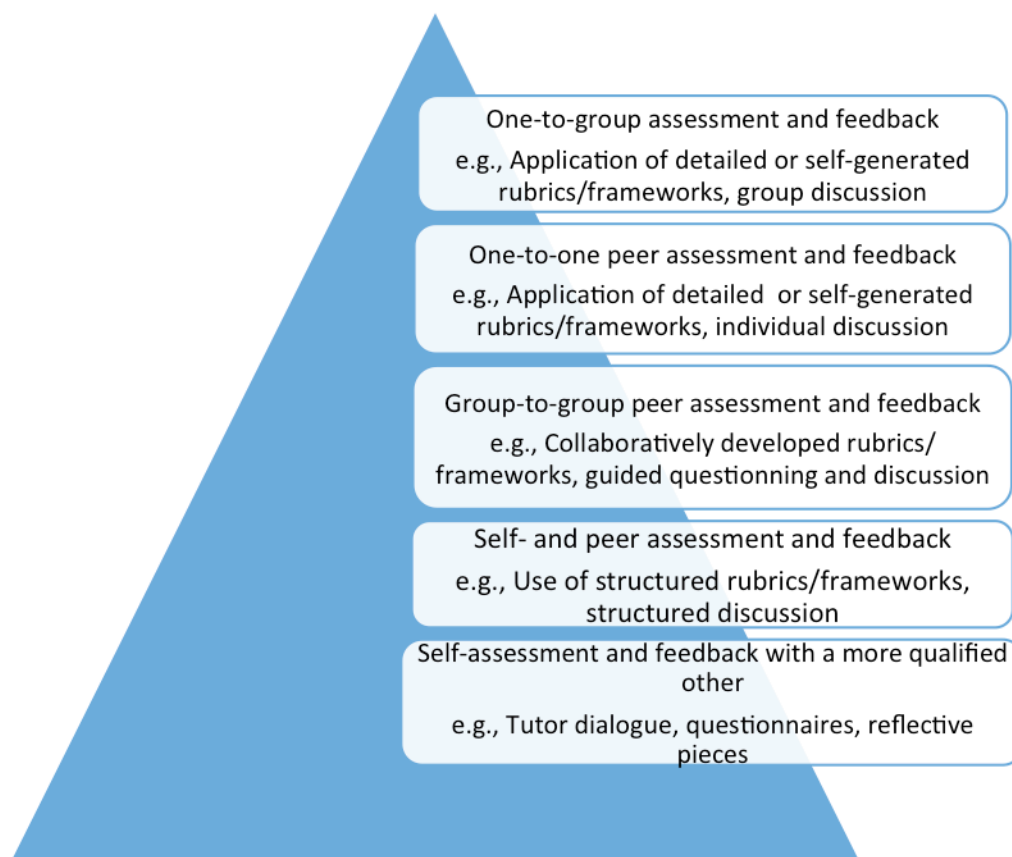 One-to-group assessment and feedback
e.g., Application of detailed or self-generated
rubrics/frameworks, group discussion
One-to-one peer assessment and feedback
e.g., Application of detailed  or self-generated
rubrics/frameworks, individual discussion
Group-to-group peer assessment and feedback
e.g., Collaboratively developed rubrics/
frameworks, guided questionning and discussion
Self- and peer assessment and feedback
e.g., Use of structured rubrics/frameworks,
structured discussion
Self-assessment and feedback with a more qualified
other
e.g., Tutor dialogue, questionnaires, reflective
pieces